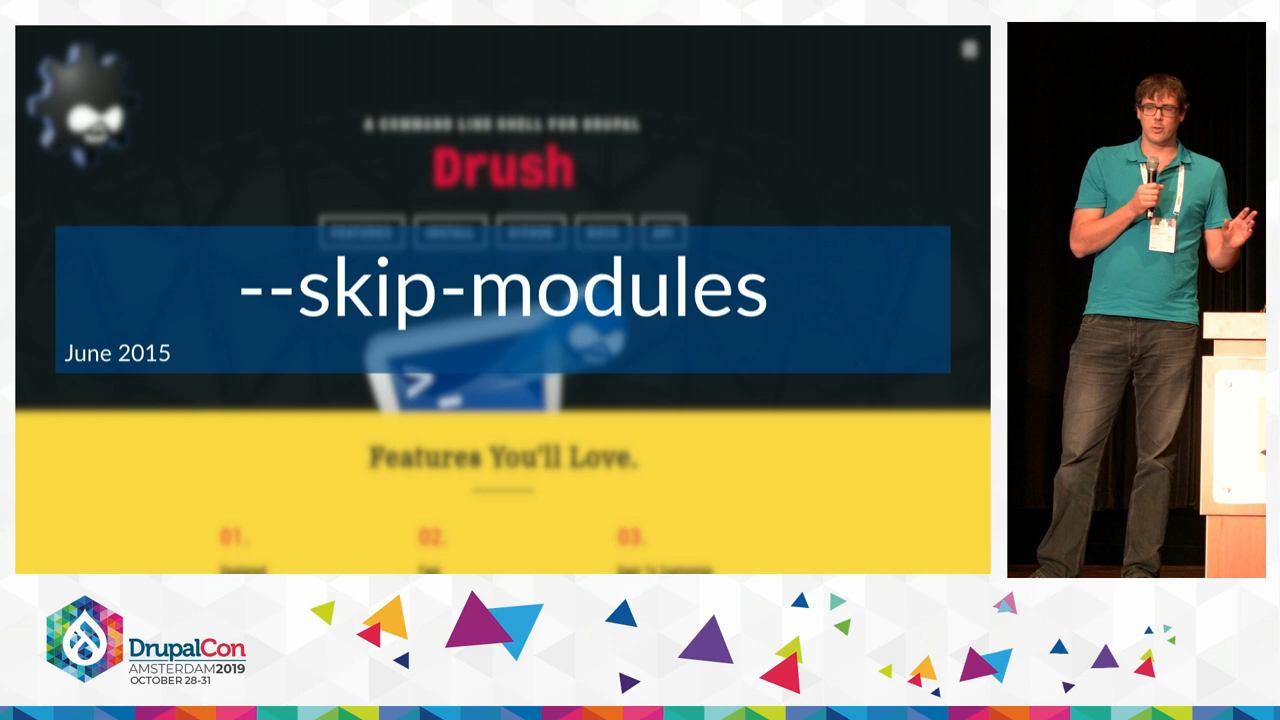 A COMMAND LINE SHELL FOR DRUPAL
Drush
--skip-modules
June 2015
>_
Features You'll Love.
01.
02.
03.
DrupalCon
AMSTERDAM2019
OCTOBER 28-31